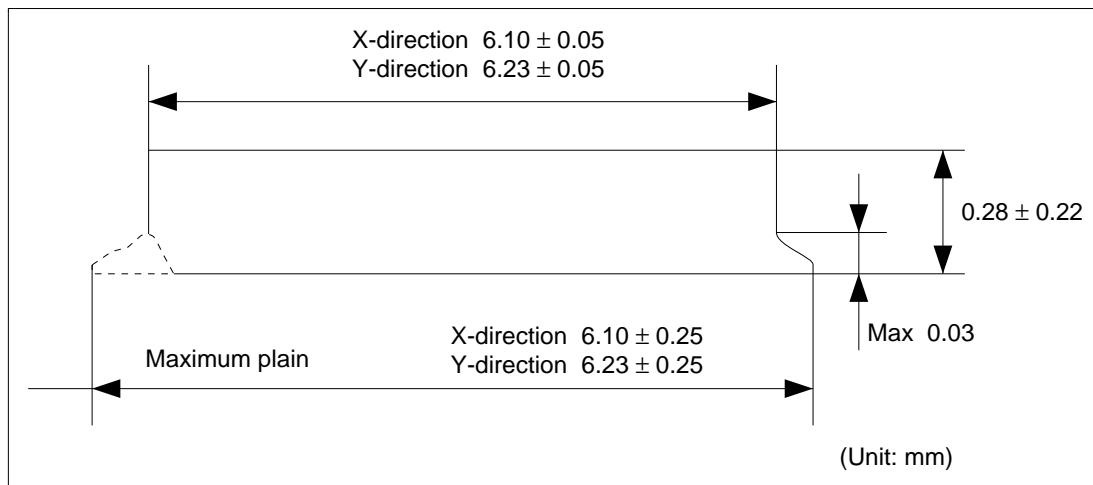 X-direction 6.10 ± 0.05
Y-direction 6.23 ± 0.05
0.28 ± 0.22
Max 0.03
X-direction 6.10 ± 0.25
Y-direction 6.23 ± 0.25
Maximum plain
(Unit: mm)